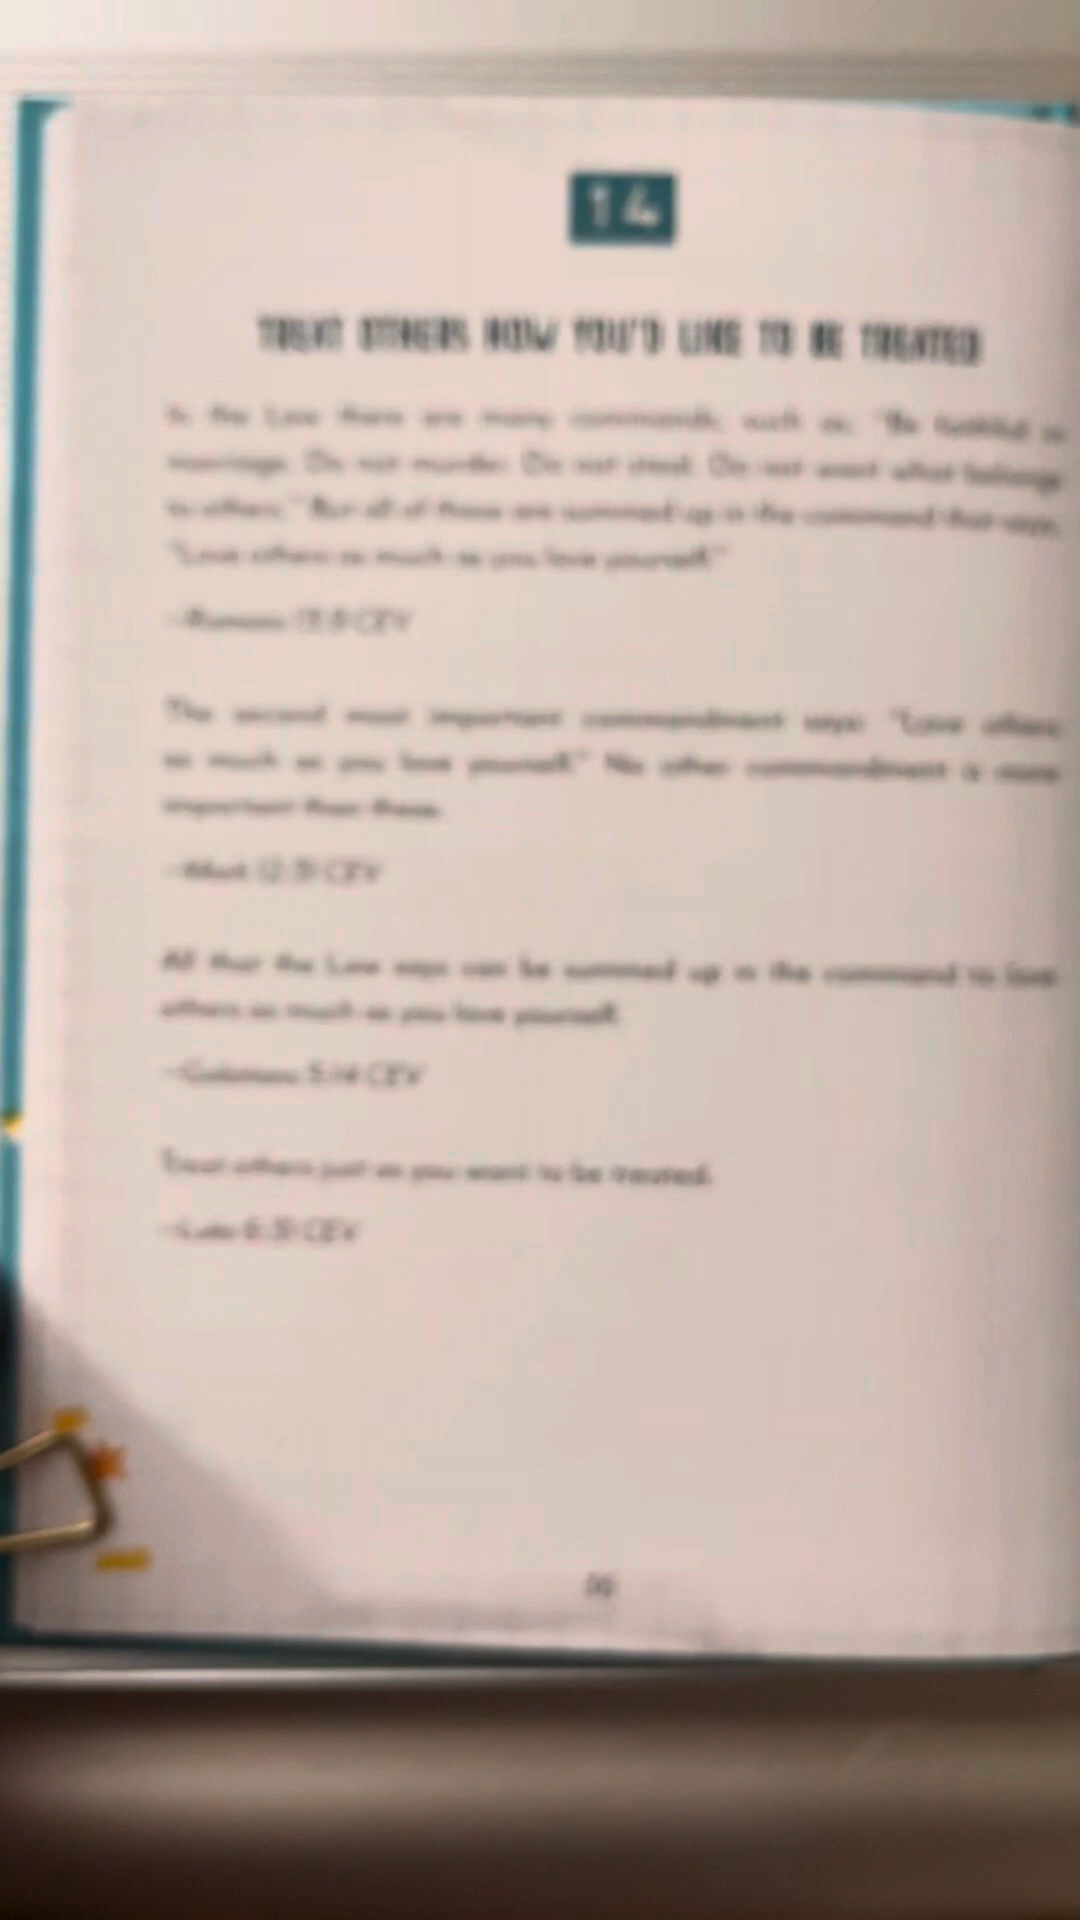 14
TREAT OTHERS HOW YOU'D LIKE TO BE TREATED
In the Law there are many commands, such as, "Be faithful in
marriage. Do not murder. Do not steal. Do not want what belongs
to others." But all of these are summed up in the command that says,
"Love others as much as you love yourself."
–Romans 13:9 CEV
The second most important commandment says: "Love others
as much as you love yourself." No other commandment is more
important than these.
–Mark 12:31 CEV
All that the Law says can be summed up in the command to love
others as much as you love yourself.
–Galatians 5:14 CEV
Treat others just as you want to be treated.
–Luke 6:31 CEV